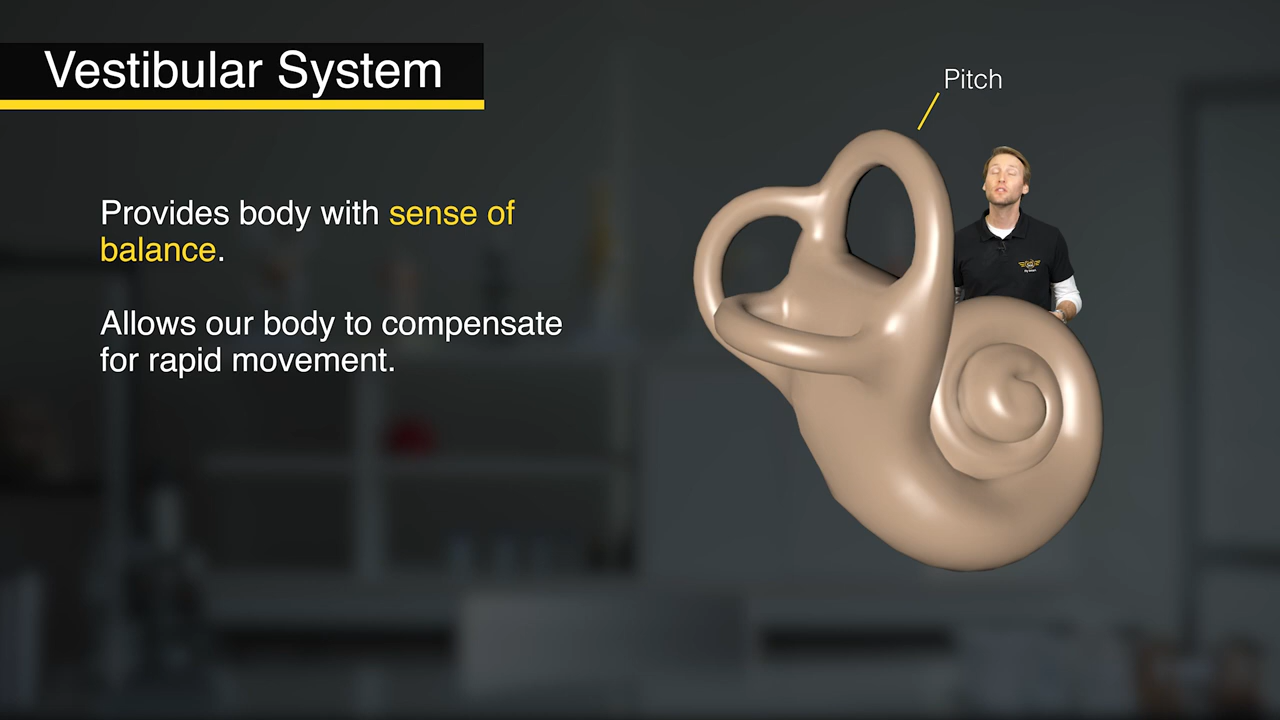 Vestibular System
Pitch
Provides body with sense of
balance.
Allows our body to compensate
for rapid movement.